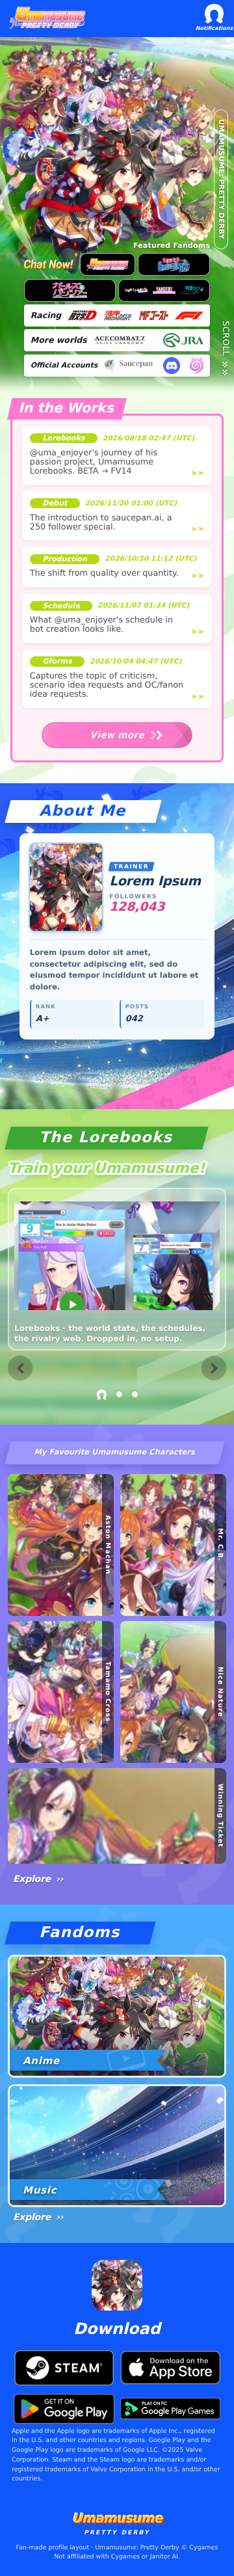 Umamusume
PRETTY DERBY
Notifications
UMAMUSUME: PRETTY DERBY
Featured Fandoms
Chat Now!
Racing
More worlds
ACE COMBAT 7
JRA
Official Accounts
Saucepan
SCROLL
In the Works
Lorebooks
2026/08/18 02:47 (UTC)
@uma_enjoyer's journey of his
passion project, Umamusume
Lorebooks. BETA → FV14
Debut
2026/11/20 01:00 (UTC)
The introduction to saucepan.ai, a
250 follower special.
Production
2026/10/30 11:12 (UTC)
The shift from quality over quantity.
Schedule
2026/11/07 01:34 (UTC)
What @uma_enjoyer's schedule in
bot creation looks like.
Gforms
2026/10/04 04:47 (UTC)
Captures the topic of criticism,
scenario idea requests and OC/fanon
idea requests.
View more
About Me
TRAINER
Lorem Ipsum
FOLLOWERS
128,043
Lorem ipsum dolor sit amet,
consectetur adipiscing elit, sed do
eiusmod tempor incididunt ut labore et
dolore.
RANK
A+
POSTS
042
The Lorebooks
Train your Umamusume!
Lorebooks · the world state, the schedules,
the rivalry web. Dropped in, no setup.
My Favourite Umamusume Characters
Aston Machan
Mr. C.B.
Tamamo Cross
Nice Nature
Winning Ticket
Explore ››
Fandoms
Anime
Music
Explore ››
Download
STEAM
Download on the
App Store
GET IT ON
Google Play
PLAY ON PC
Google Play Games
Apple and the Apple logo are trademarks of Apple Inc., registered
in the U.S. and other countries and regions. Google Play and the
Google Play logo are trademarks of Google LLC. ©2025 Valve
Corporation. Steam and the Steam logo are trademarks and/or
registered trademarks of Valve Corporation in the U.S. and/or other
countries.
Umamusume
PRETTY DERBY
Fan-made profile layout · Umamusume: Pretty Derby © Cygames
Not affiliated with Cygames or Janitor AI.